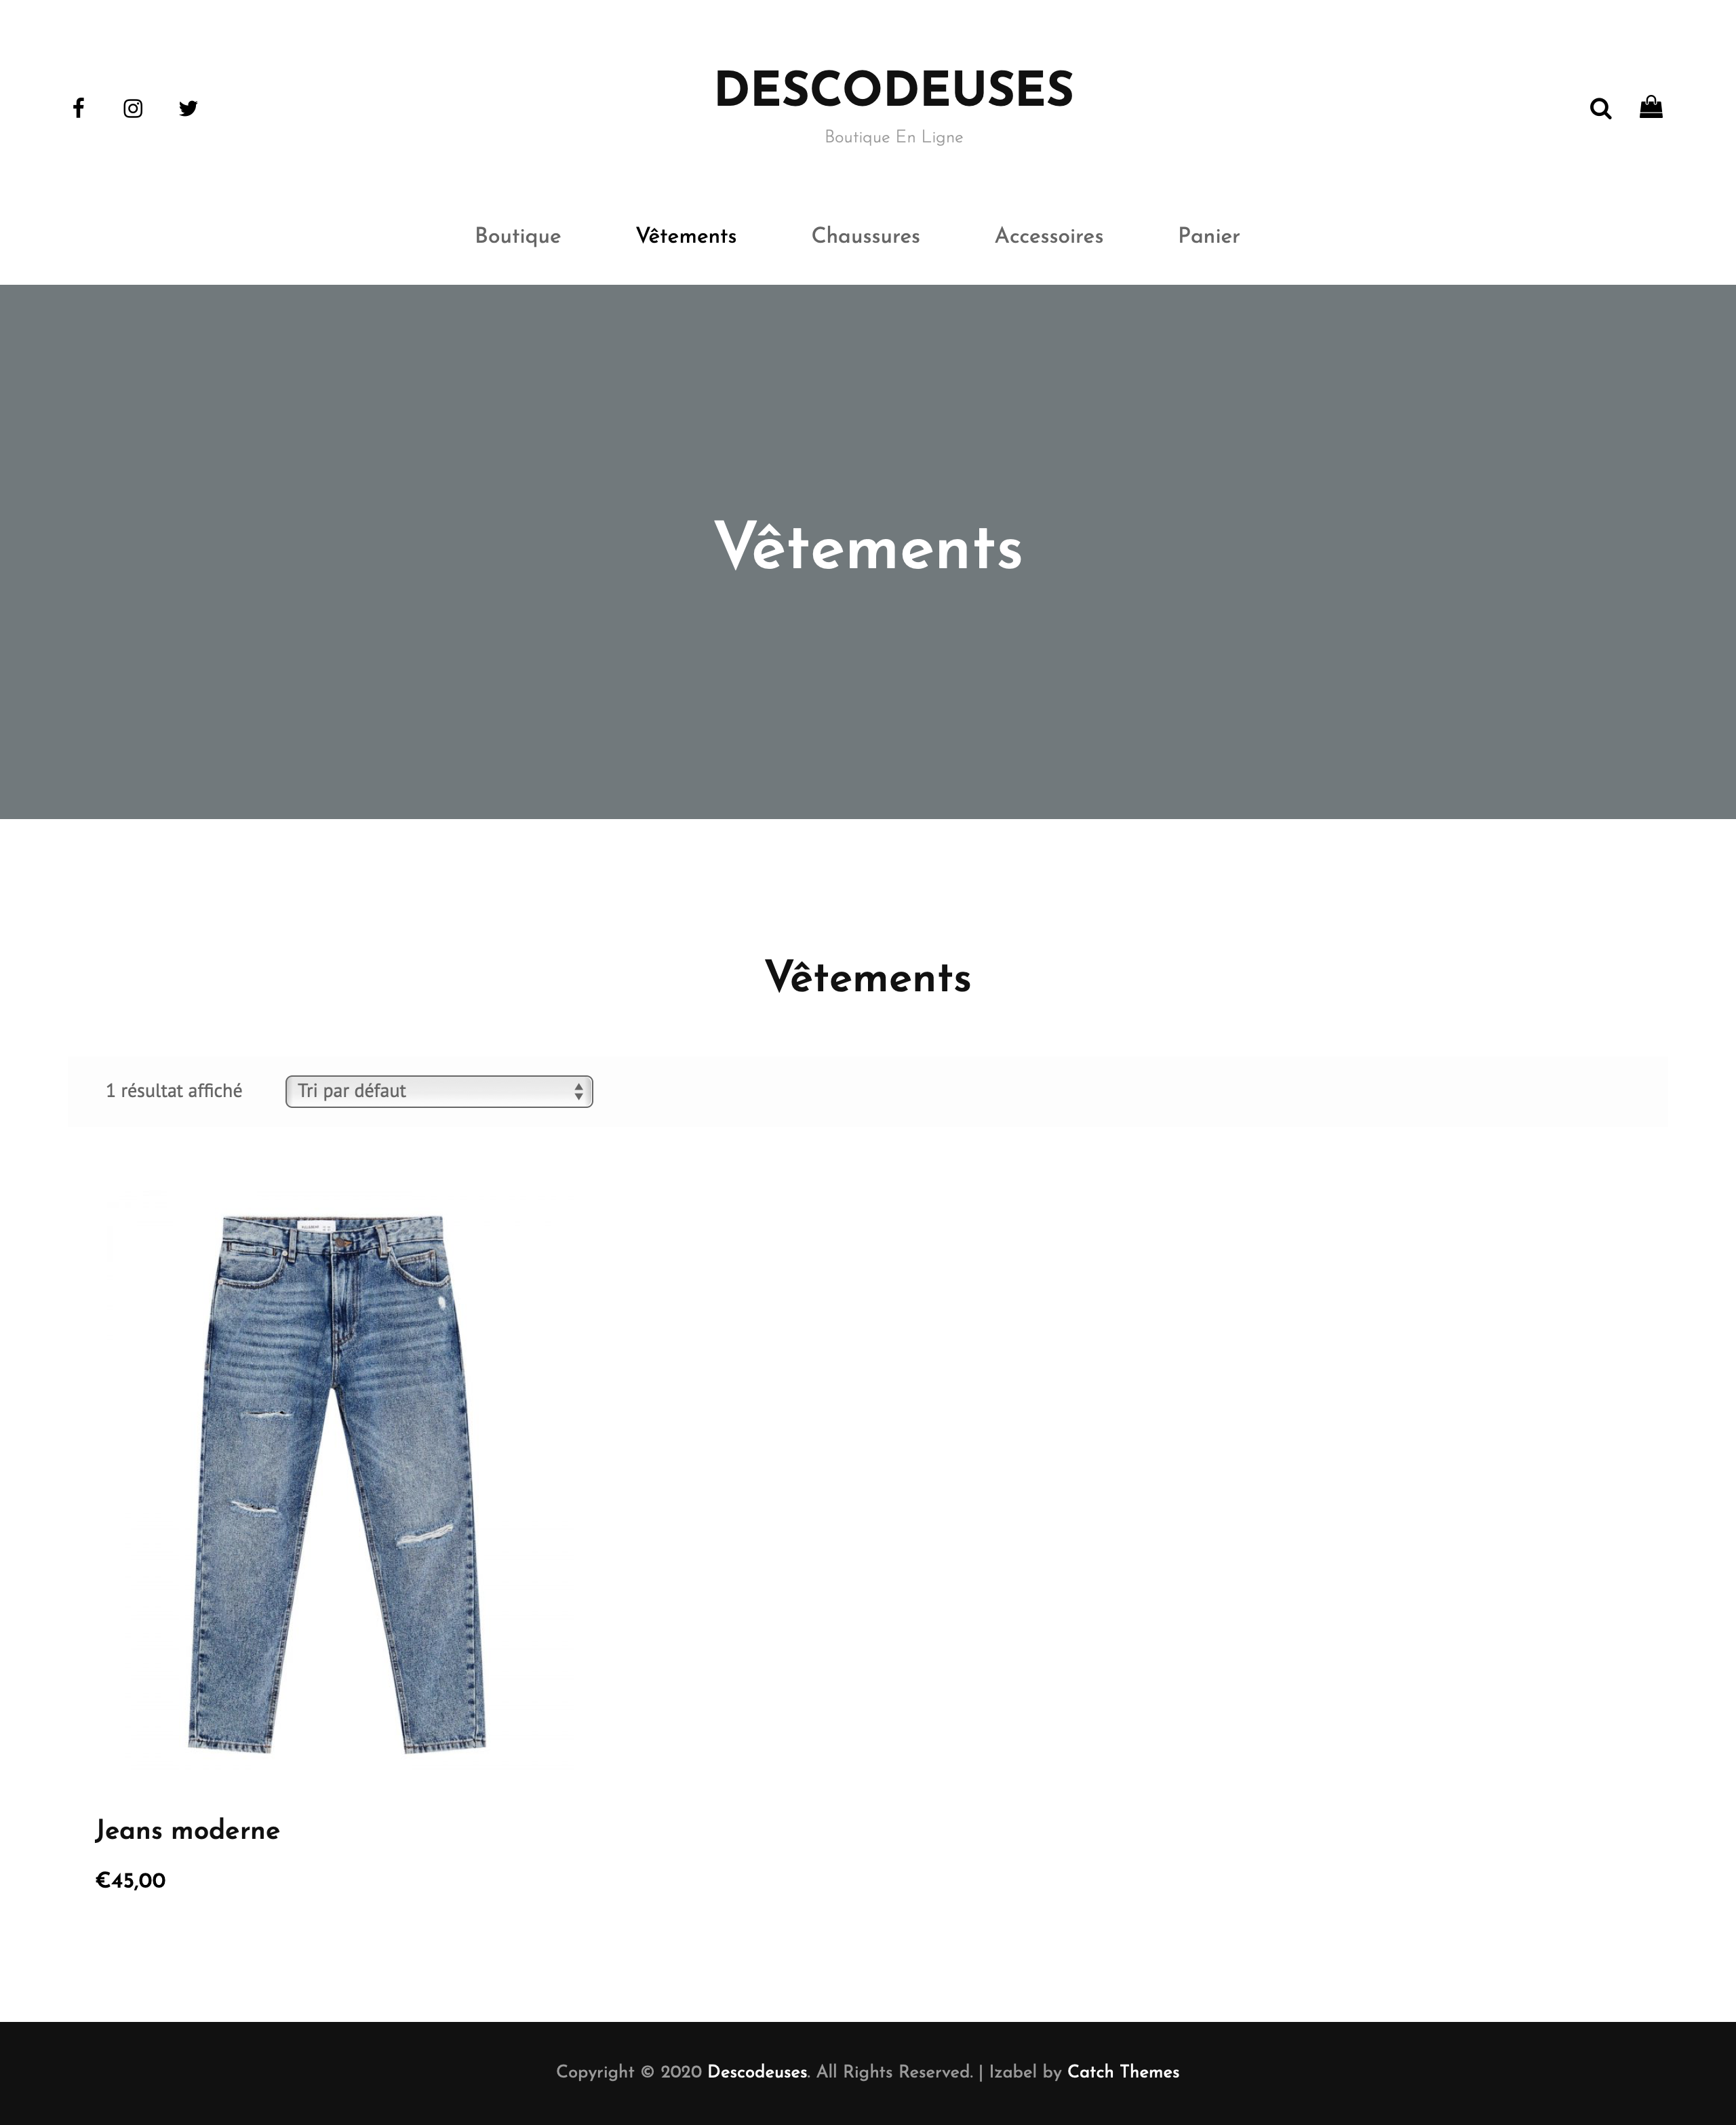 DESCODEUSES
Boutique En Ligne
Boutique Vêtements Chaussures Accessoires Panier
Vêtements
Vêtements
1 résultat affiché Tri par défaut
Jeans moderne
€45,00
Copyright © 2020 Descodeuses. All Rights Reserved. | Izabel by Catch Themes